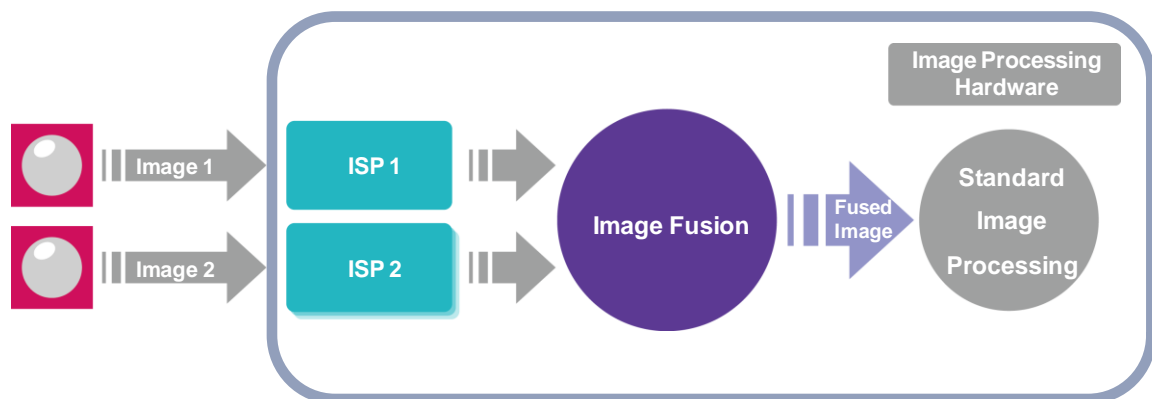 Image Processing
Hardware
Image 1
ISP 1
Image 2
ISP 2
Image Fusion
Fused
Image
Standard
Image
Processing